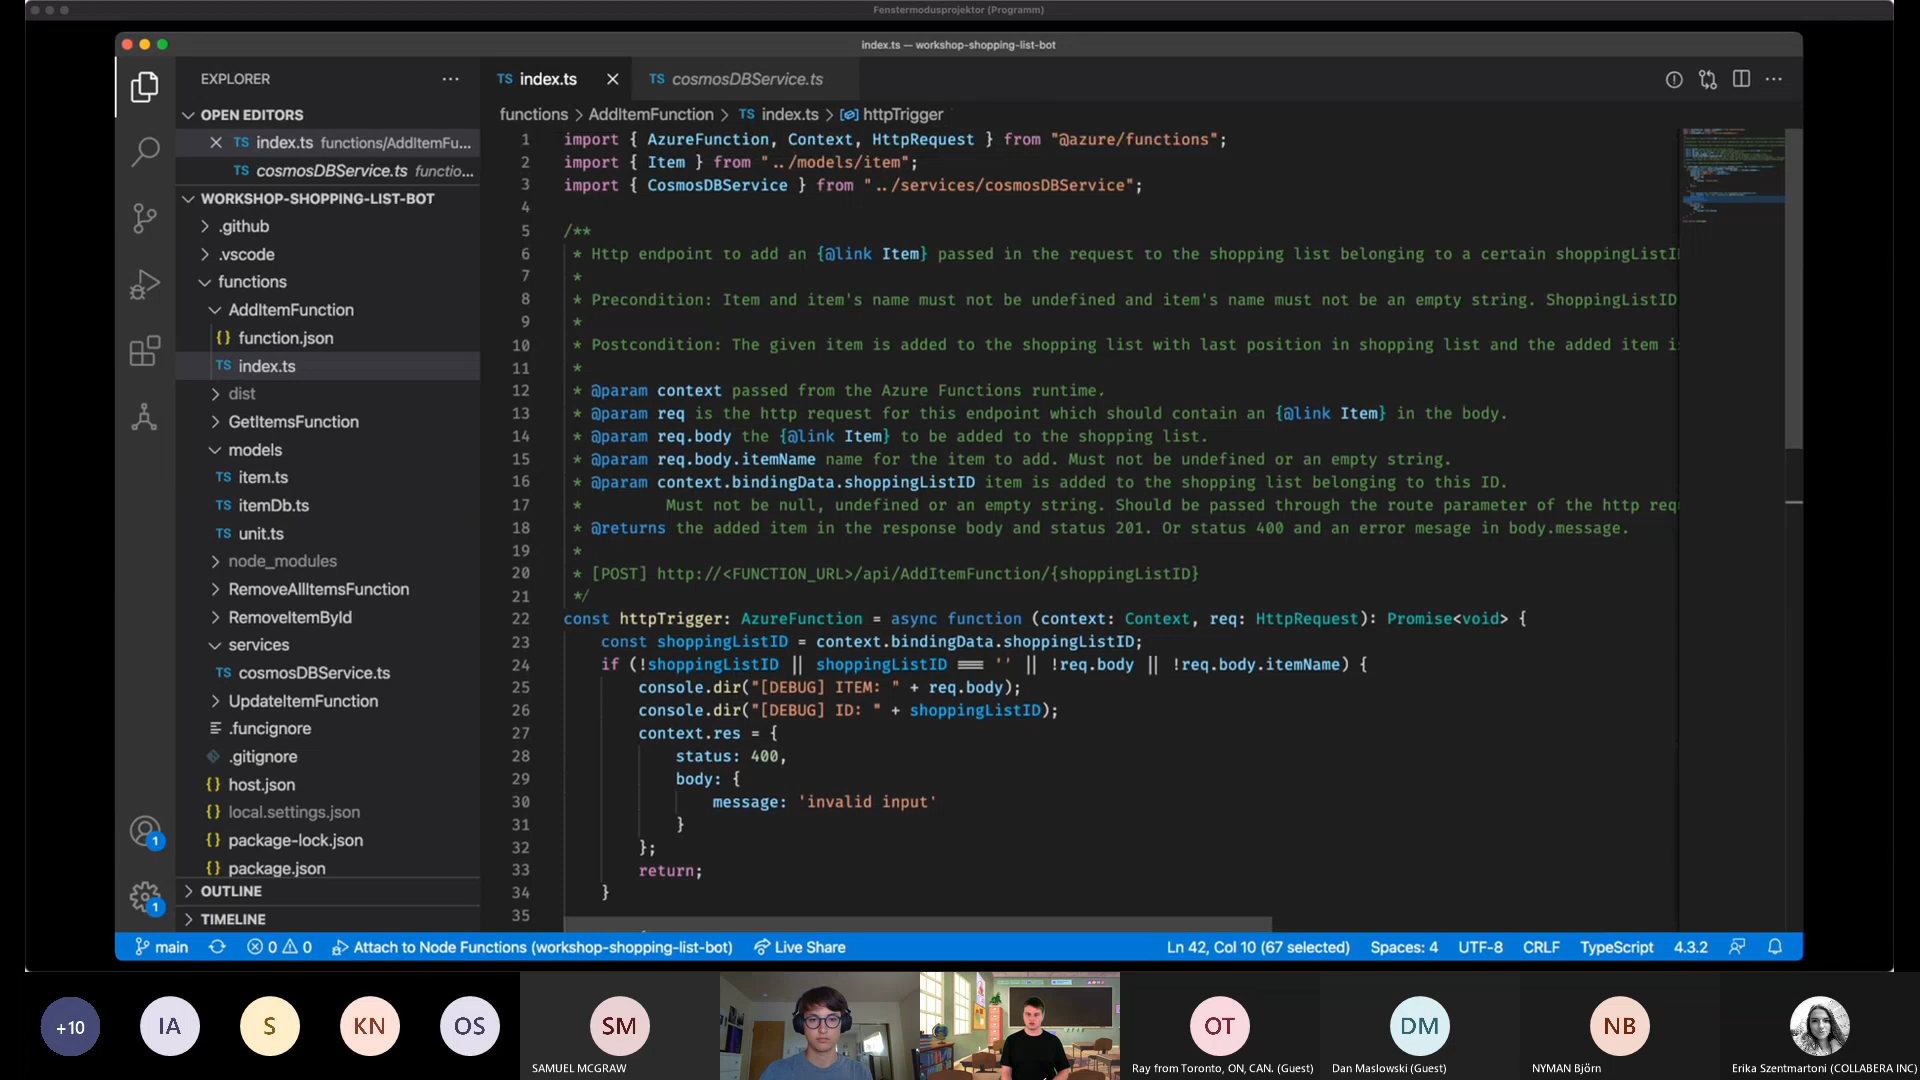 Fenstermodusprojektor (Programm)
index.ts — workshop-shopping-list-bot
EXPLORER
OPEN EDITORS
TS index.ts functions/AddItemFu...
TS cosmosDBService.ts functio...
WORKSHOP-SHOPPING-LIST-BOT
.github
.vscode
functions
AddItemFunction
{} function.json
TS index.ts
dist
GetItemsFunction
models
TS item.ts
TS itemDb.ts
TS unit.ts
node_modules
RemoveAllItemsFunction
RemoveItemById
services
TS cosmosDBService.ts
UpdateItemFunction
.funcignore
.gitignore
{} host.json
{} local.settings.json
{} package-lock.json
{} package.json
OUTLINE
TIMELINE
1
1
TS index.ts
TS cosmosDBService.ts
functions > AddItemFunction > TS index.ts > httpTrigger
1 import { AzureFunction, Context, HttpRequest } from "@azure/functions";
2 import { Item } from "../models/item";
3 import { CosmosDBService } from "../services/cosmosDBService";
4
5 /**
6 * Http endpoint to add an {@link Item} passed in the request to the shopping list belonging to a certain shoppingListI
7 *
8 * Precondition: Item and item's name must not be undefined and item's name must not be an empty string. ShoppingListID
9 *
10 * Postcondition: The given item is added to the shopping list with last position in shopping list and the added item i
11 *
12 * @param context passed from the Azure Functions runtime.
13 * @param req is the http request for this endpoint which should contain an {@link Item} in the body.
14 * @param req.body the {@link Item} to be added to the shopping list.
15 * @param req.body.itemName name for the item to add. Must not be undefined or an empty string.
16 * @param context.bindingData.shoppingListID item is added to the shopping list belonging to this ID.
17 * Must not be null, undefined or an empty string. Should be passed through the route parameter of the http req
18 * @returns the added item in the response body and status 201. Or status 400 and an error mesage in body.message.
19 *
20 * [POST] http://<FUNCTION_URL>/api/AddItemFunction/{shoppingListID}
21 */
22 const httpTrigger: AzureFunction = async function (context: Context, req: HttpRequest): Promise<void> {
23 const shoppingListID = context.bindingData.shoppingListID;
24 if (!shoppingListID || shoppingListID === '' || !req.body || !req.body.itemName) {
25 console.dir("[DEBUG] ITEM: " + req.body);
26 console.dir("[DEBUG] ID: " + shoppingListID);
27 context.res = {
28 status: 400,
29 body: {
30 message: 'invalid input'
31 }
32 };
33 return;
34 }
35
main 0 0 Attach to Node Functions (workshop-shopping-list-bot) Live Share Ln 42, Col 10 (67 selected) Spaces: 4 UTF-8 CRLF TypeScript 4.3.2
+10 IA S KN OS SM OT DM NB
SAMUEL MCGRAW
Ray from Toronto, ON, CAN. (Guest)
Dan Maslowski (Guest)
NYMAN Björn
Erika Szentmartoni (COLLABERA INC)